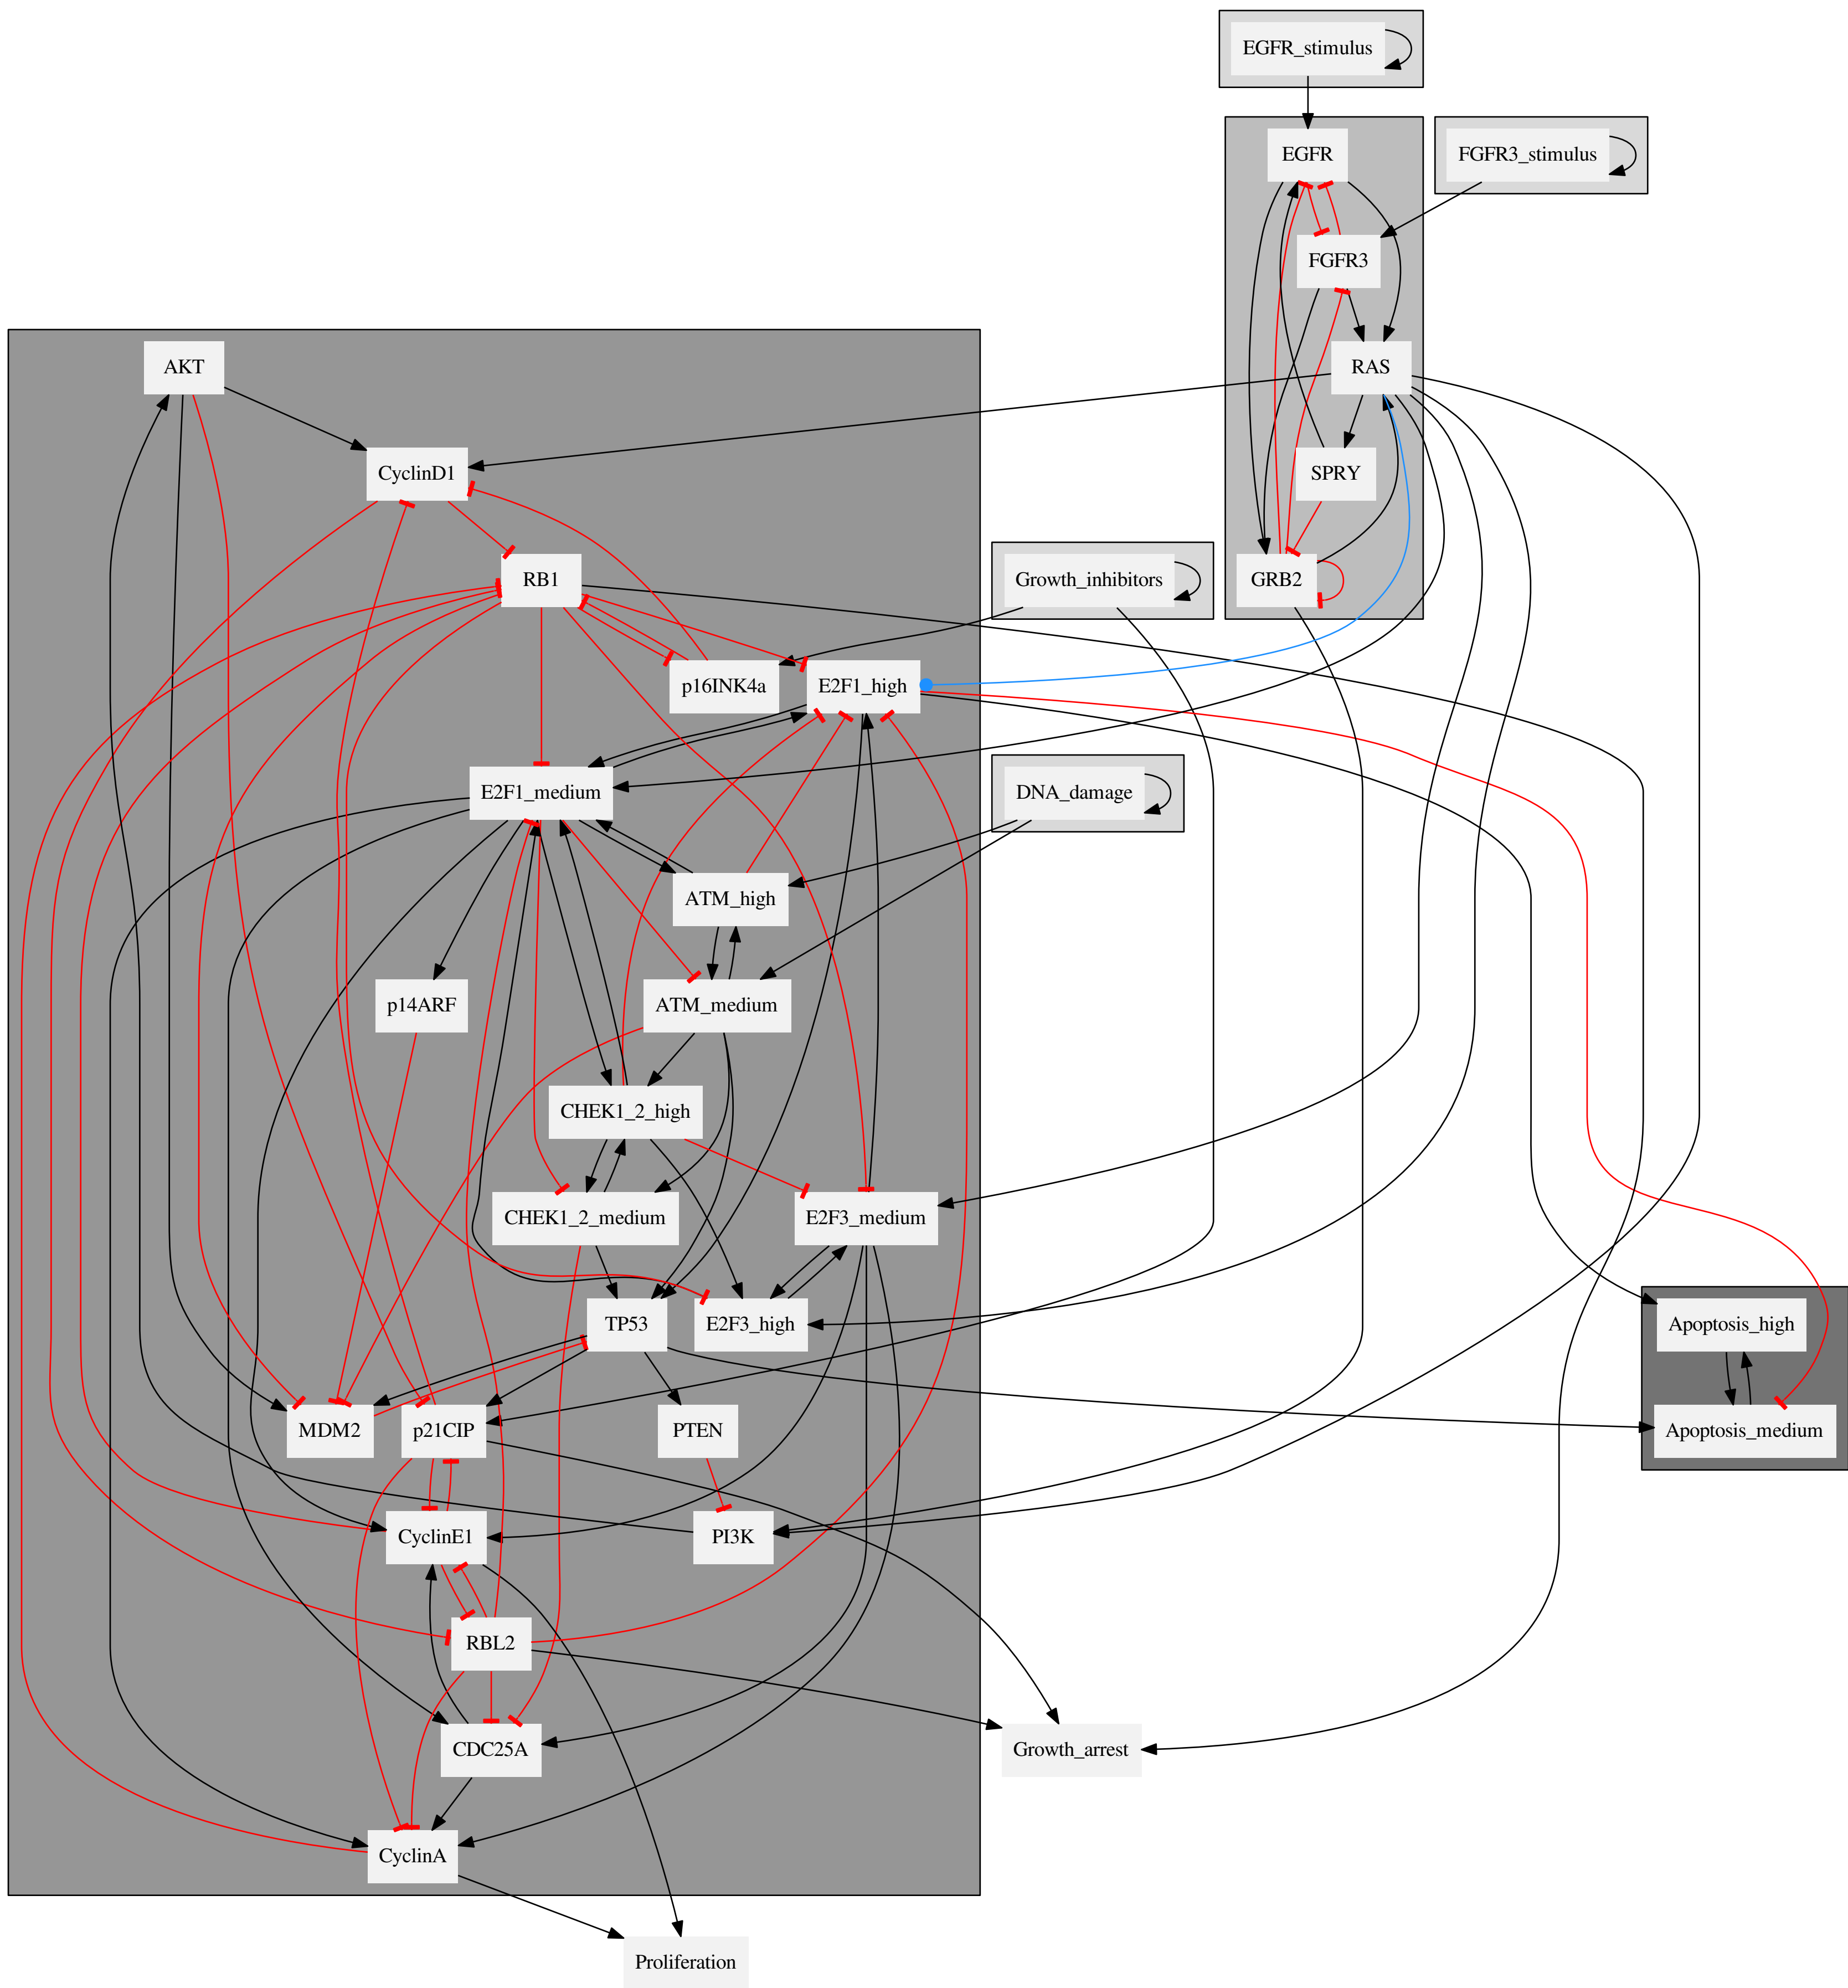 EGFR_stimulus
EGFR
FGFR3_stimulus
FGFR3
AKT
RAS
CyclinD1
SPRY
RB1
Growth_inhibitors
GRB2
p16INK4a
E2F1_high
E2F1_medium
DNA_damage
ATM_high
p14ARF
ATM_medium
CHEK1_2_high
CHEK1_2_medium
E2F3_medium
TP53
E2F3_high
Apoptosis_high
MDM2
p21CIP
PTEN
Apoptosis_medium
CyclinE1
PI3K
RBL2
CDC25A
Growth_arrest
CyclinA
Proliferation